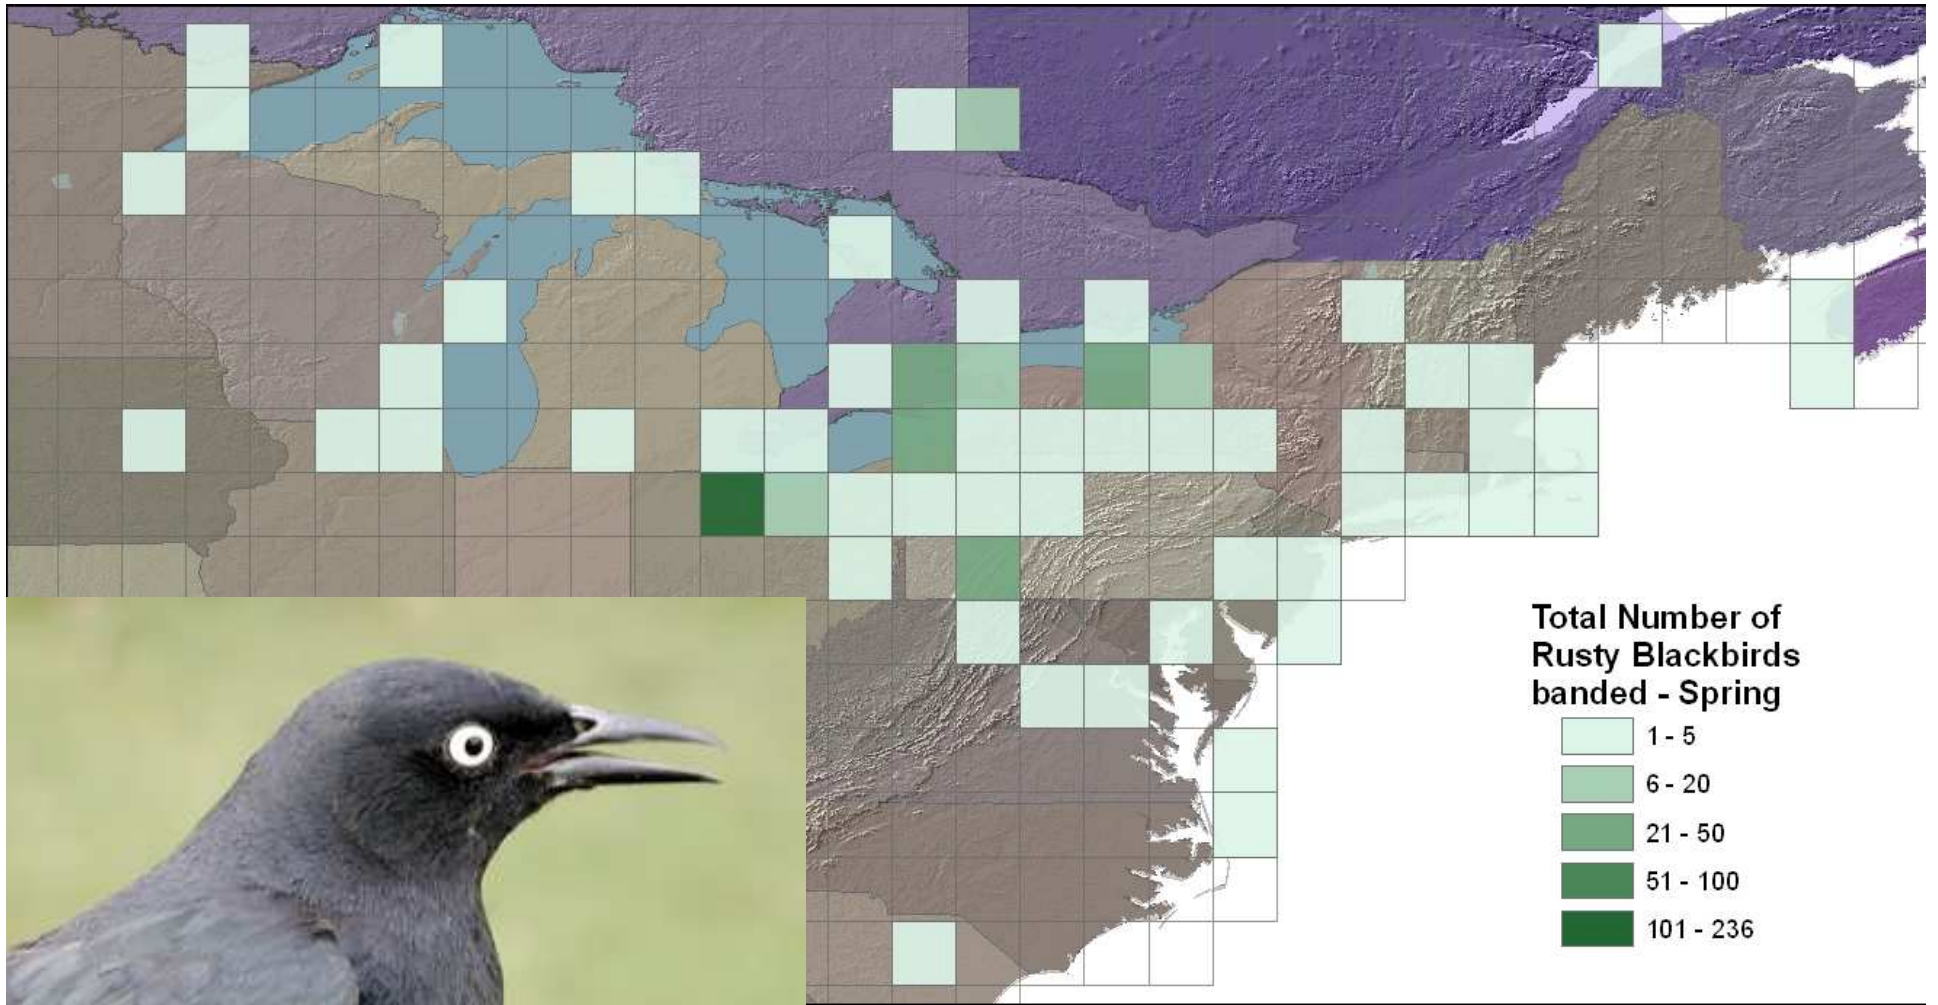 Total Number of
Rusty Blackbirds
banded - Spring
1 - 5
6 - 20
21 - 50
51 - 100
101 - 236